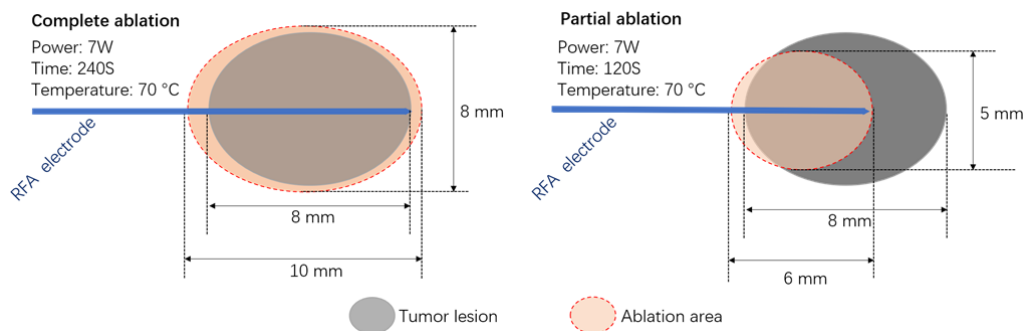 Complete ablation
Power: 7W
Time: 240S
Temperature: 70 °C
RFA electrode
8 mm
8 mm
10 mm
Partial ablation
Power: 7W
Time: 120S
Temperature: 70 °C
RFA electrode
5 mm
8 mm
6 mm
Tumor lesion
Ablation area